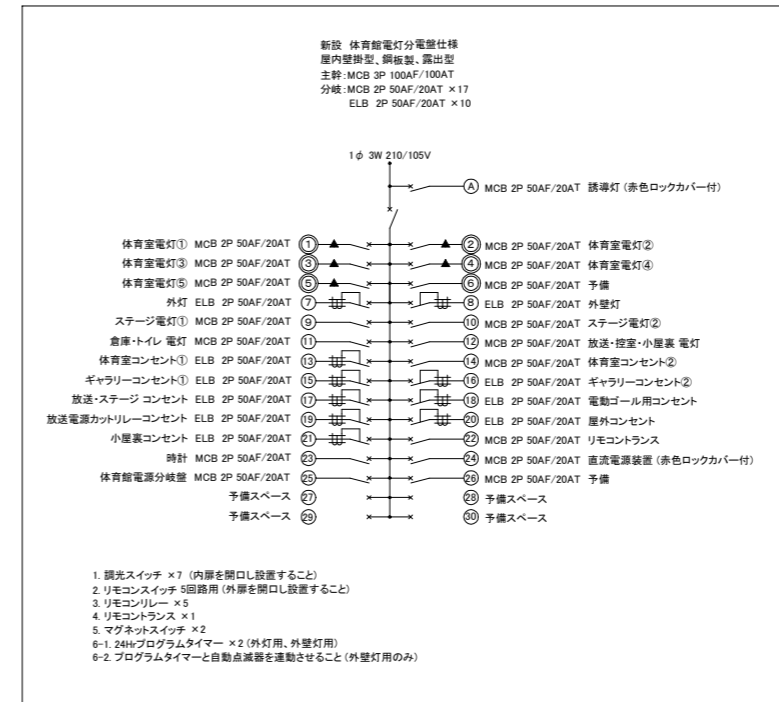 新設 体育館電灯分電盤仕様
屋内壁掛型、鋼板製、露出型
主幹:MCB 3P 100AF/100AT
分岐:MCB 2P 50AF/20AT ×17
ELB 2P 50AF/20AT ×10
1φ 3W 210/105V
A MCB 2P 50AF/20AT 誘導灯(赤色ロックカバー付)
体育室電灯① MCB 2P 50AF/20AT 1 2 MCB 2P 50AF/20AT 体育室電灯②
体育室電灯③ MCB 2P 50AF/20AT 3 4 MCB 2P 50AF/20AT 体育室電灯④
体育室電灯⑤ MCB 2P 50AF/20AT 5 6 MCB 2P 50AF/20AT 予備
外灯 ELB 2P 50AF/20AT 7 8 ELB 2P 50AF/20AT 外壁灯
ステージ電灯① MCB 2P 50AF/20AT 9 10 MCB 2P 50AF/20AT ステージ電灯②
倉庫・トイレ 電灯 MCB 2P 50AF/20AT 11 12 MCB 2P 50AF/20AT 放送・控室・小屋裏 電灯
体育室コンセント① ELB 2P 50AF/20AT 13 14 MCB 2P 50AF/20AT 体育室コンセント②
ギャラリーコンセント① ELB 2P 50AF/20AT 15 16 ELB 2P 50AF/20AT ギャラリーコンセント②
放送・ステージ コンセント ELB 2P 50AF/20AT 17 18 ELB 2P 50AF/20AT 電動ゴール用コンセント
放送電源カットリレーコンセント ELB 2P 50AF/20AT 19 20 ELB 2P 50AF/20AT 屋外コンセント
小屋裏コンセント ELB 2P 50AF/20AT 21 22 MCB 2P 50AF/20AT リモコントランス
時計 MCB 2P 50AF/20AT 23 24 MCB 2P 50AF/20AT 直流電源装置(赤色ロックカバー付)
体育館電源分岐盤 MCB 2P 50AF/20AT 25 26 MCB 2P 50AF/20AT 予備
予備スペース 27 28 予備スペース
予備スペース 29 30 予備スペース
1. 調光スイッチ ×7 (内扉を開口し設置すること)
2. リモコンスイッチ 5回路用(外扉を開口し設置すること)
3. リモコンリレー ×5
4. リモコントランス ×1
5. マグネットスイッチ ×2
6-1. 24Hrプログラムタイマー ×2(外灯用、外壁灯用)
6-2. プログラムタイマーと自動点滅器を連動させること(外壁灯用のみ)